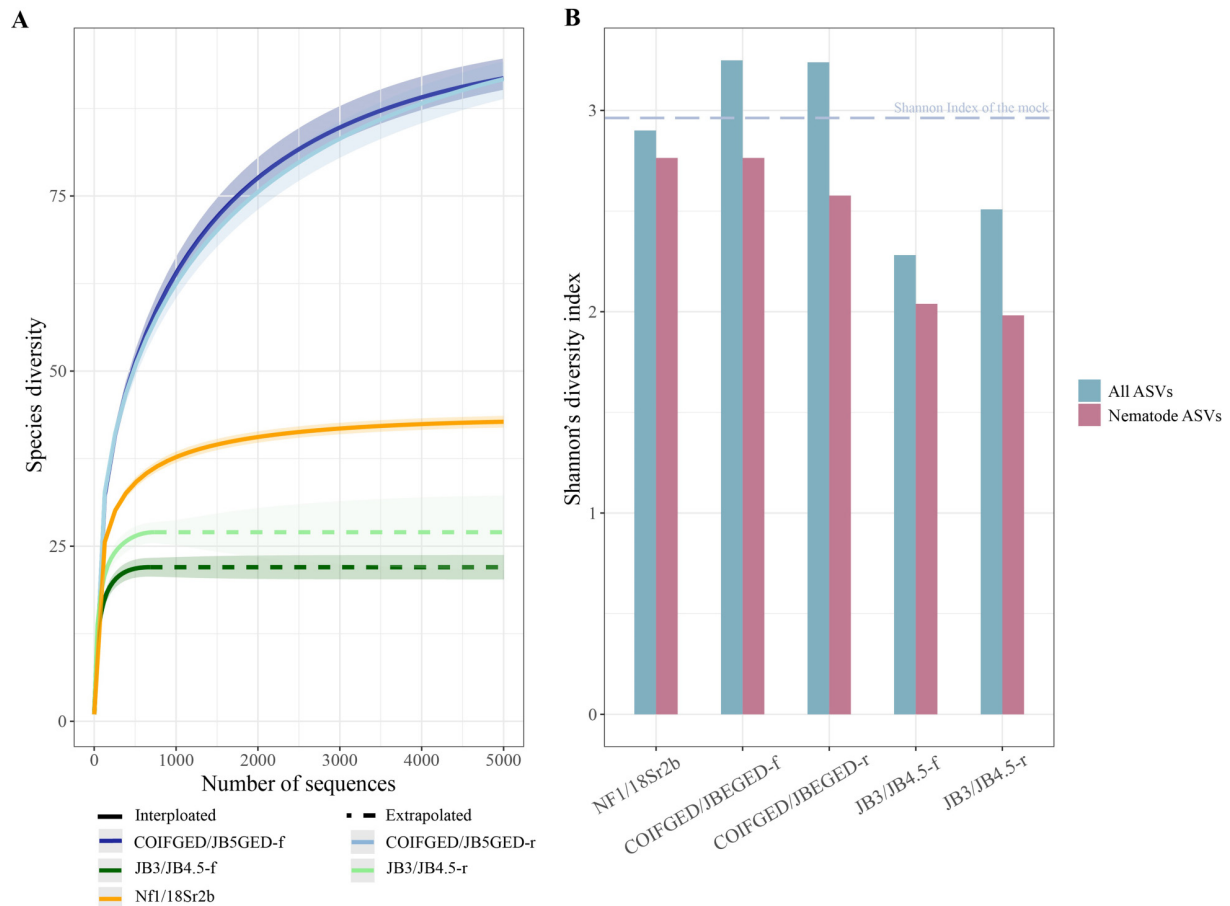 A
Species diversity
75
50
25
0
0 1000 2000 3000 4000 5000
Number of sequences
Interploated
Extrapolated
COIFGED/JB5GED-f
COIFGED/JB5GED-r
JB3/JB4.5-f
JB3/JB4.5-r
Nf1/18Sr2b
B
Shannon's diversity index
3
2
1
0
Shannon Index of the mock
NF1/18Sr2b
COIFGED/JBEGED-f
COIFGED/JBEGED-r
JB3/JB4.5-f
JB3/JB4.5-r
All ASVs
Nematode ASVs